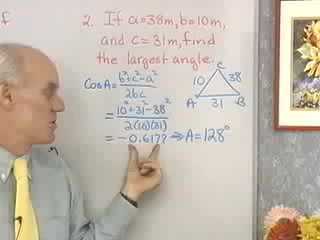 f
2. If a=38m, b=10m,
and c=31m, find
the largest angle.
CosA= b²+c²-a² / 2bc
= 10²+31²-38² / 2(10)(31)
= -0.6177 ⇒ A=128°
C
10 38
A 31 B